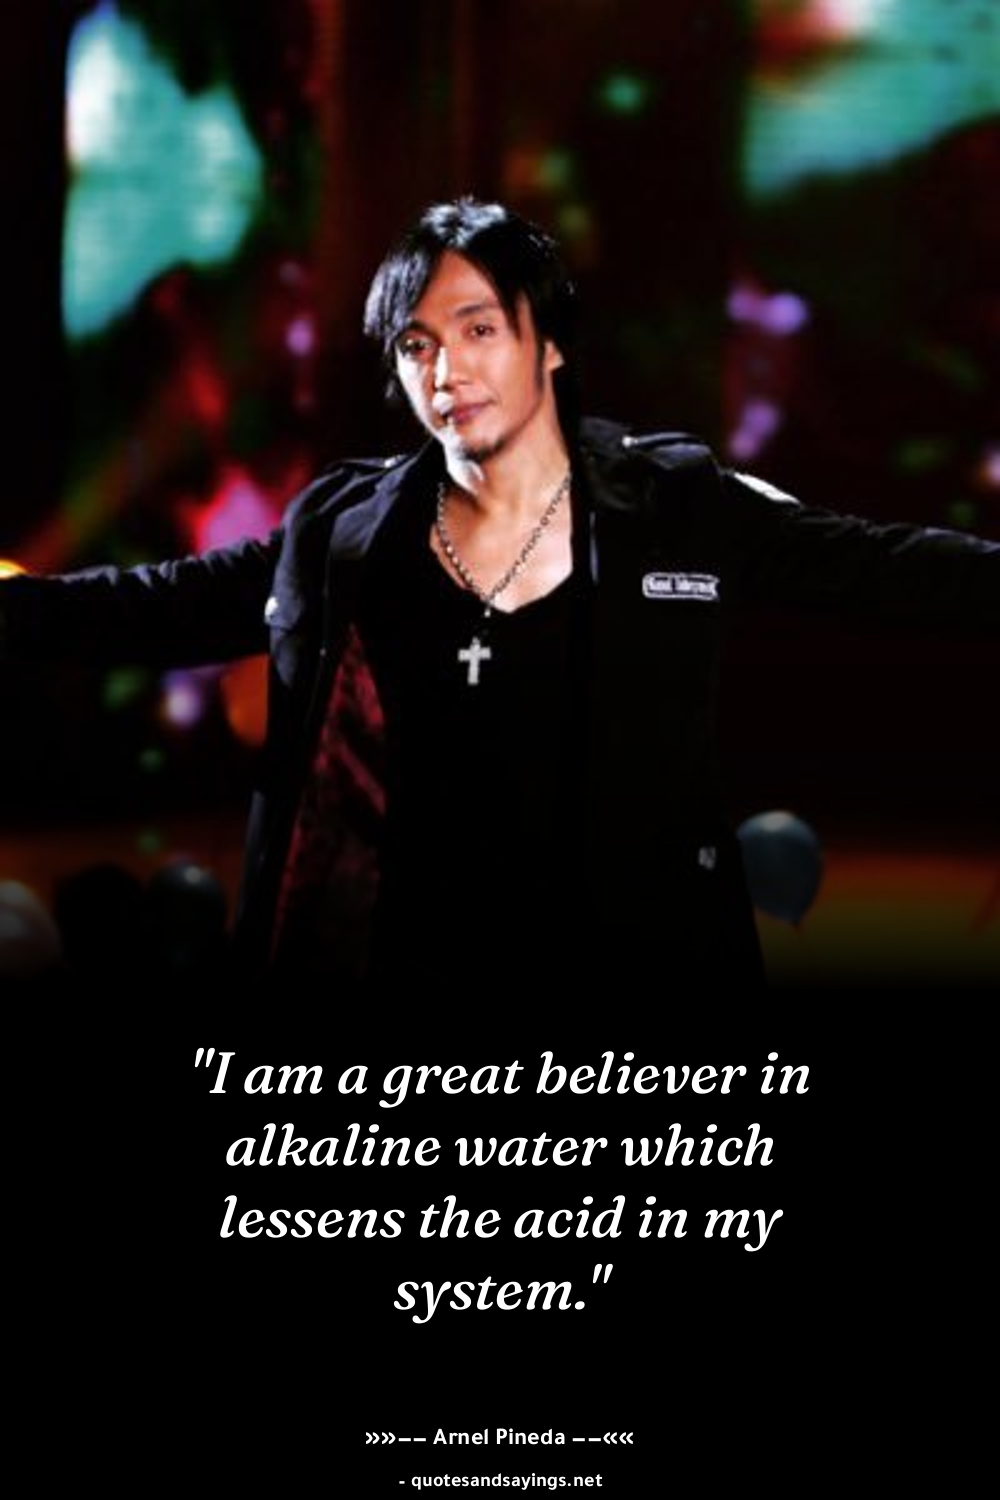 "I am a great believer in
alkaline water which
lessens the acid in my
system."
»»−− Arnel Pineda −−««
- quotesandsayings.net